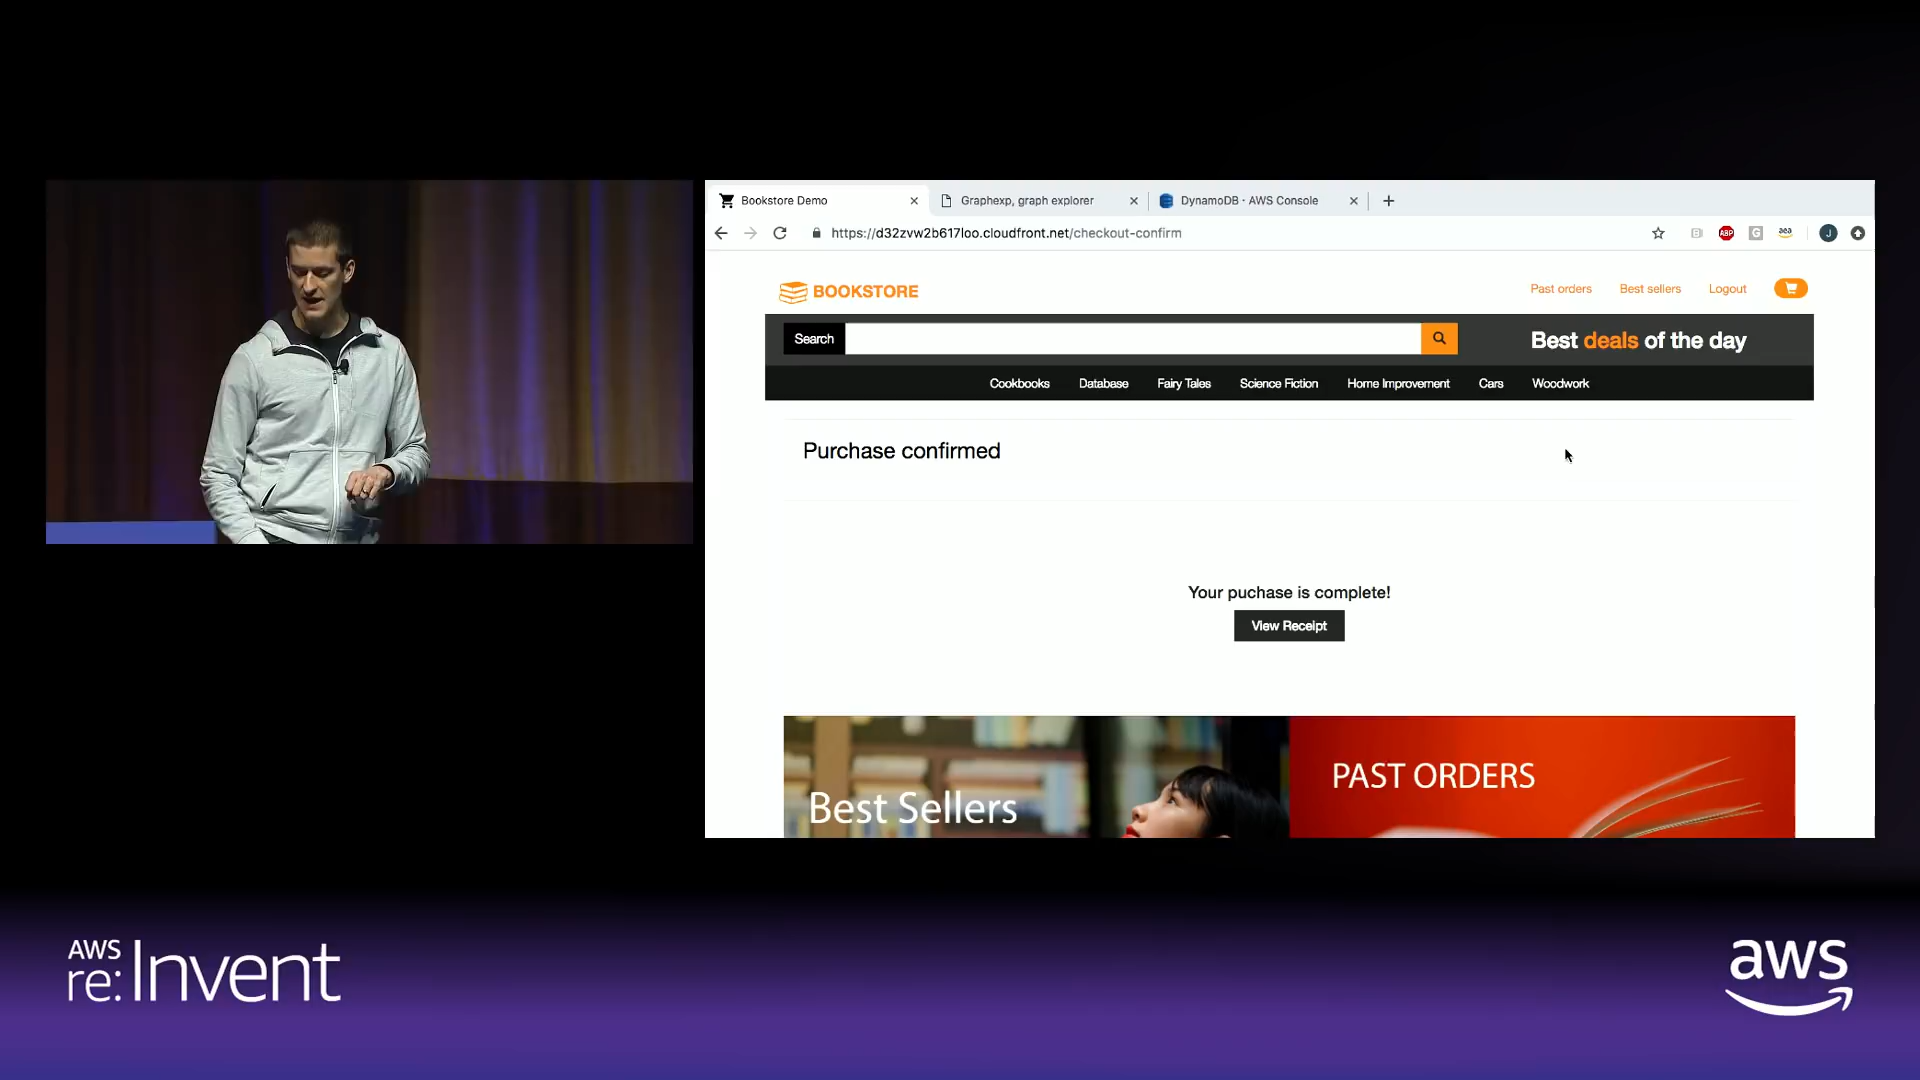 Bookstore Demo
Graphexp, graph explorer
DynamoDB · AWS Console
https://d32zvw2b617loo.cloudfront.net/checkout-confirm
ABP
G
aea
J
BOOKSTORE
Past orders
Best sellers
Logout
Search
Best deals of the day
Cookbooks
Database
Fairy Tales
Science Fiction
Home Improvement
Cars
Woodwork
Purchase confirmed
Your puchase is complete!
View Receipt
Best Sellers
PAST ORDERS
AWS
re:Invent
aws